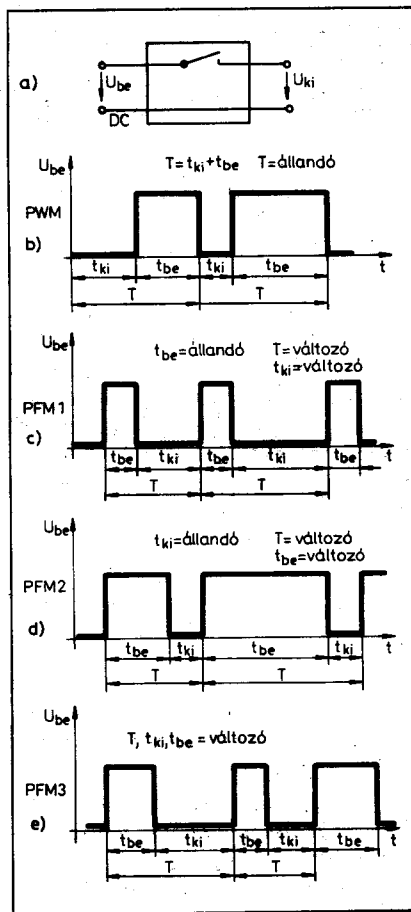 a)
U_be
U_ki
DC
U_be
T=t_ki+t_be T=állandó
PWM
b)
t_ki t_be t_ki t_be t
T T
U_be
t_be=állandó T=változó
t_ki=változó
PFM1
c)
t_be t_ki t_be t_ki t_be t
T T
U_be
t_ki=állandó T=változó
t_be=változó
PFM2
d)
t_be t_ki t_be t_ki t
T T
U_be
T, t_ki, t_be=változó
PFM3
e)
t_be t_ki t_be t_ki t_be t
T T